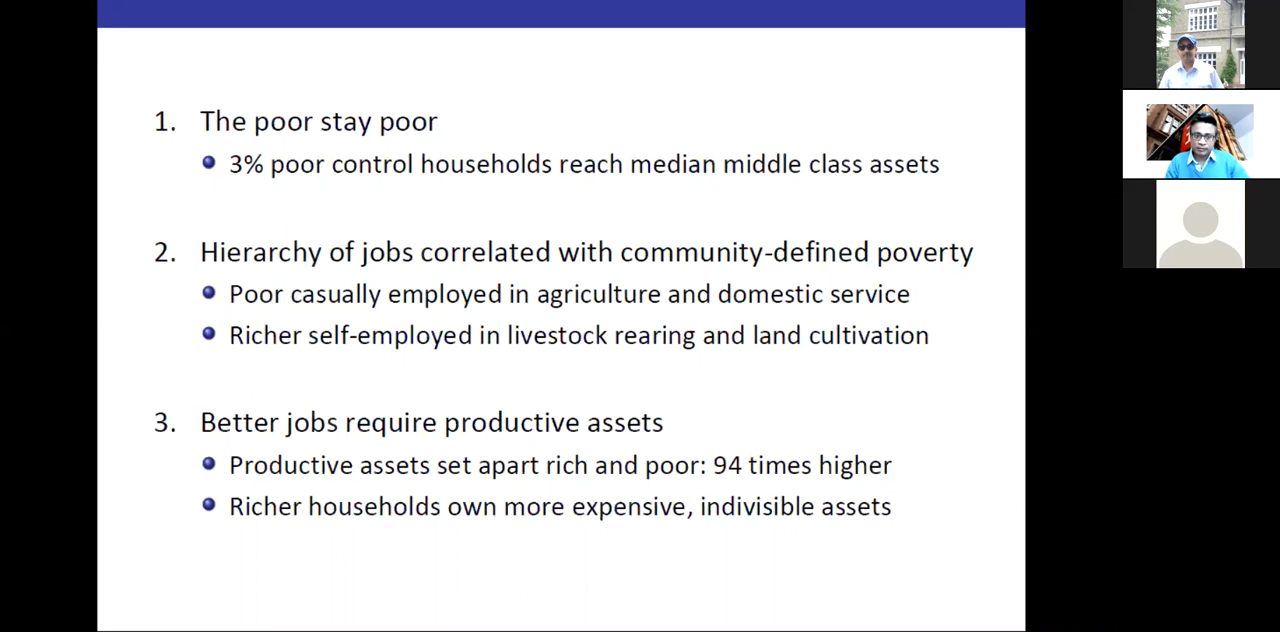 1. The poor stay poor
3% poor control households reach median middle class assets
2. Hierarchy of jobs correlated with community-defined poverty
Poor casually employed in agriculture and domestic service
Richer self-employed in livestock rearing and land cultivation
3. Better jobs require productive assets
Productive assets set apart rich and poor: 94 times higher
Richer households own more expensive, indivisible assets